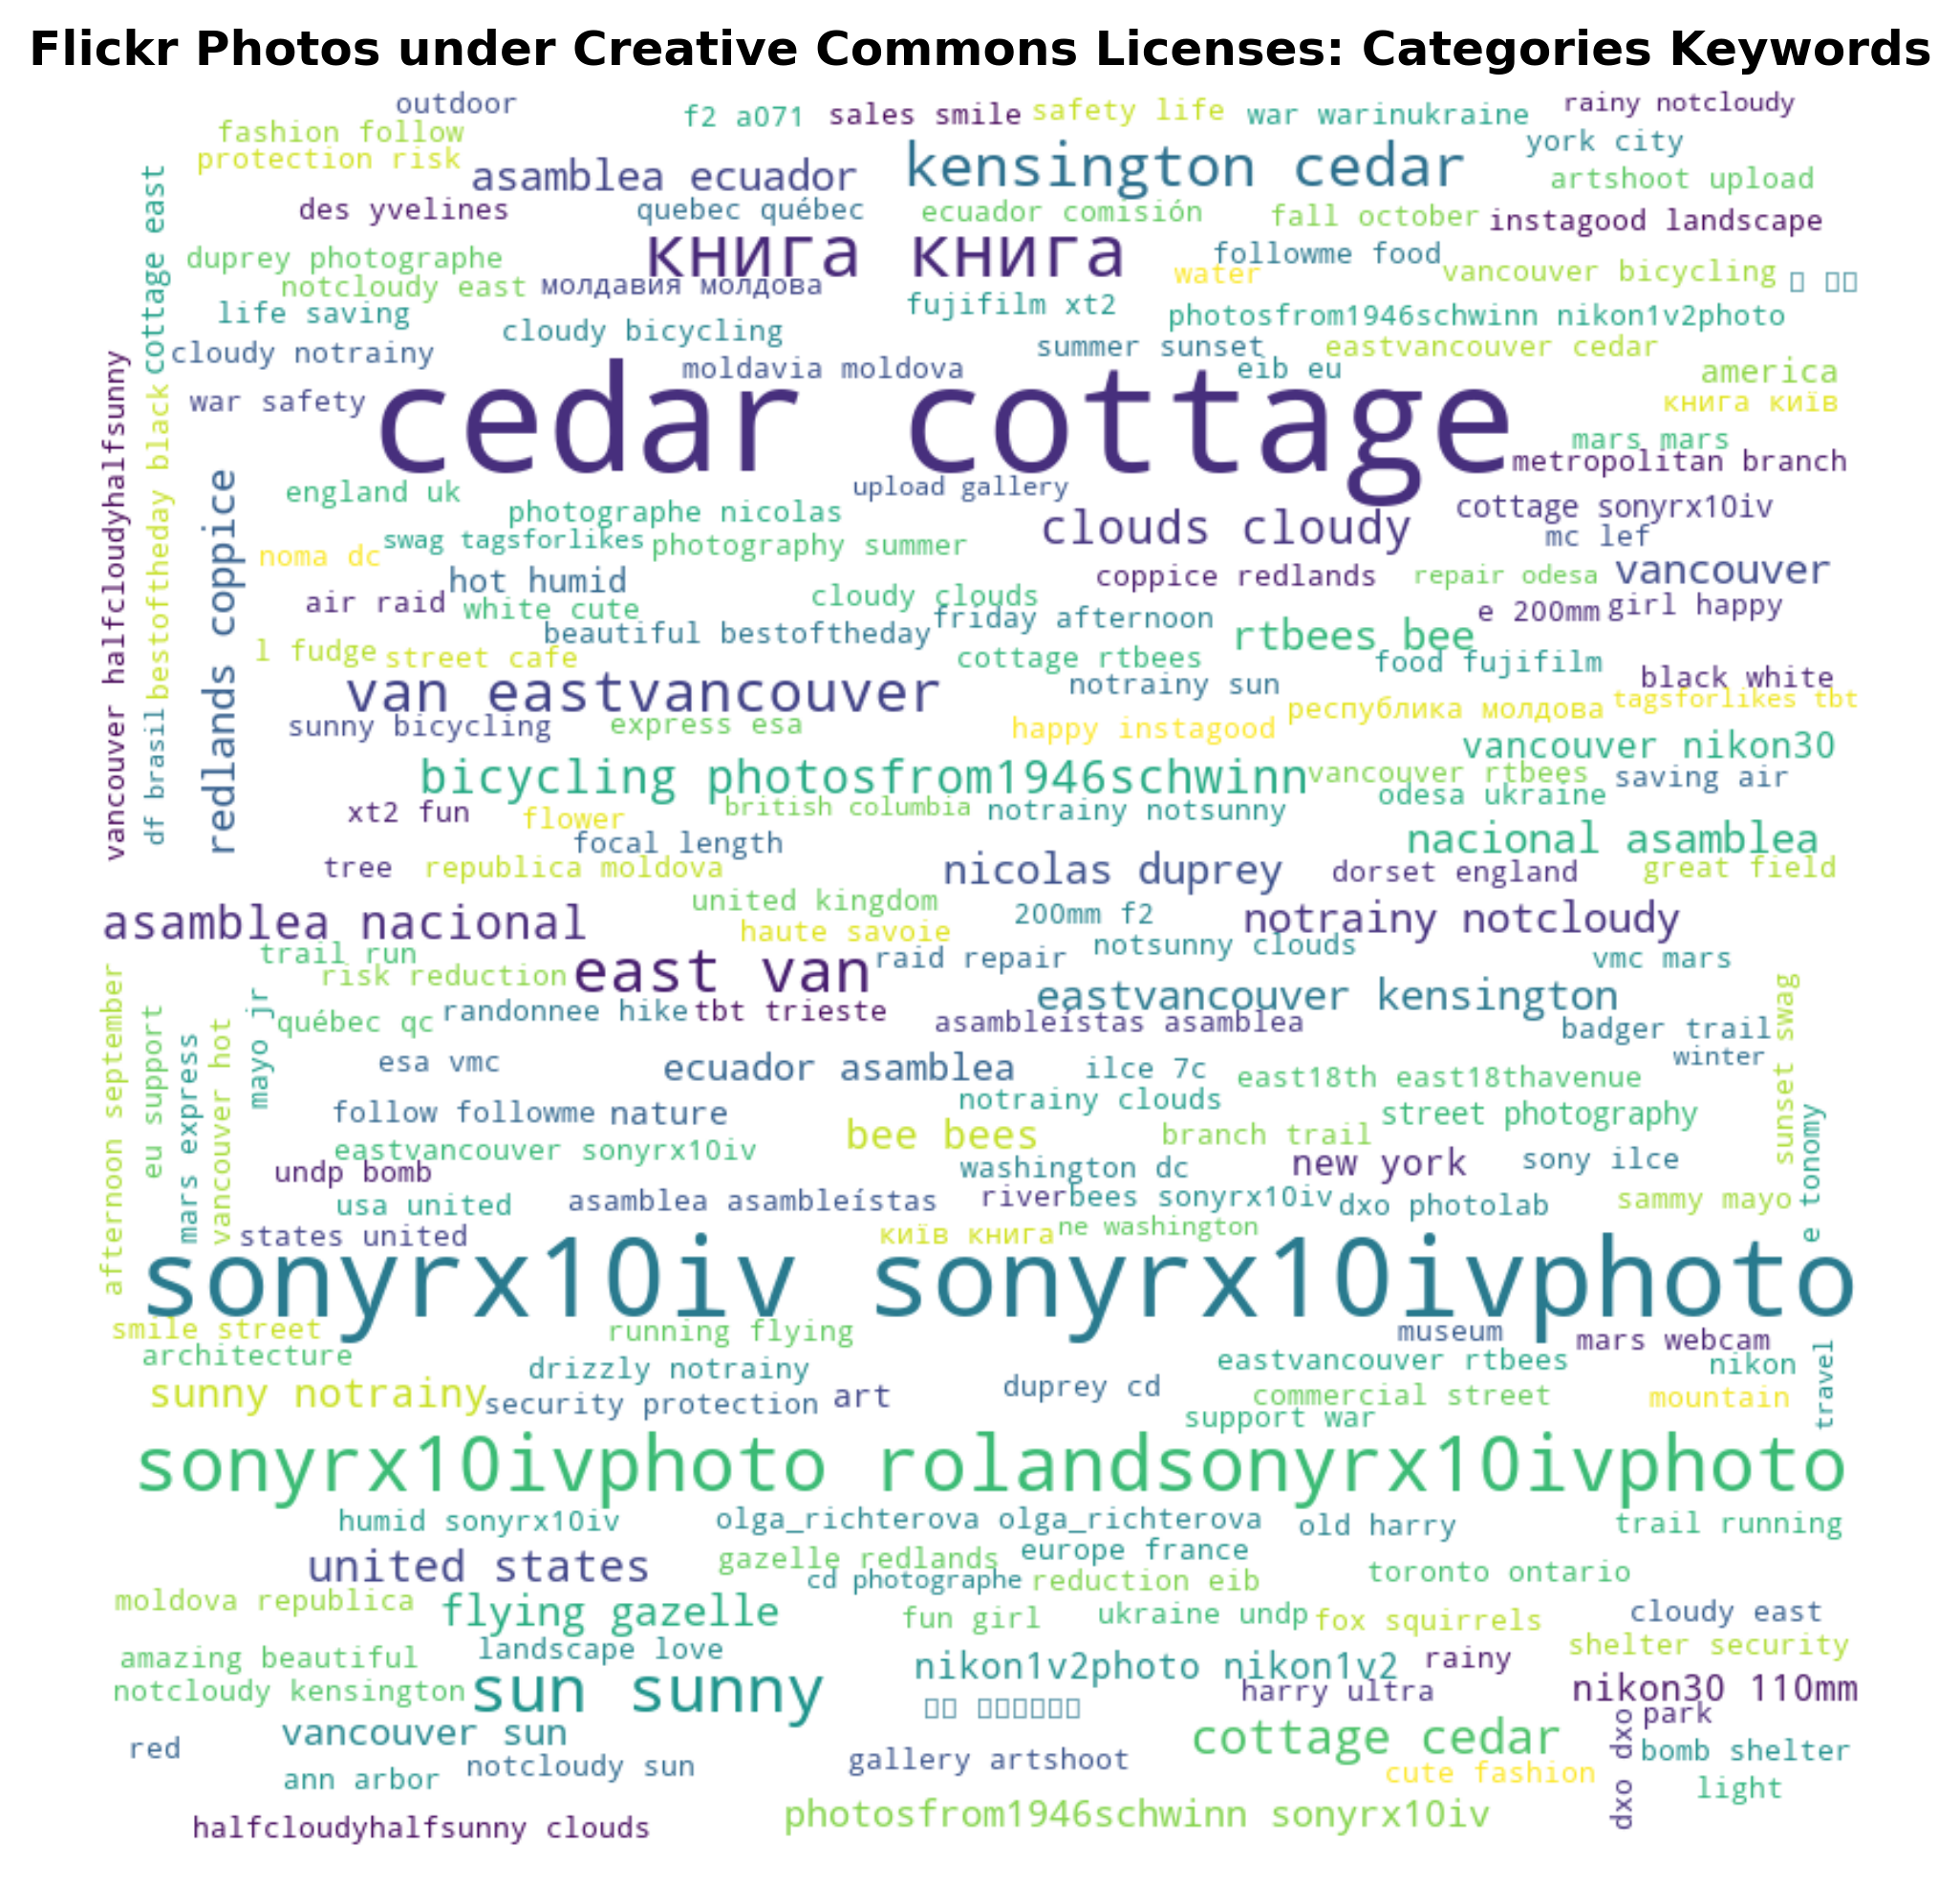 Flickr Photos under Creative Commons Licenses: Categories Keywords
outdoor
f2 a071
sales smile
safety life
war warinukraine
rainy notcloudy
fashion follow
protection risk
asamblea ecuador
kensington cedar
york city
artshoot upload
des yvelines
quebec québec
ecuador comisión
fall october
instagood landscape
cottage east
duprey photographe
книга книга
followme food
water
vancouver bicycling
notcloudy east
молдавия молдова
fujifilm xt2
photosfrom1946schwinn nikon1v2photo
life saving
cloudy bicycling
cloudy notrainy
summer sunset
eastvancouver cedar
moldavia moldova
eib eu
america
war safety
cedar cottage
книга київ
mars mars
metropolitan branch
vancouver halfcloudyhalfsunny
bestoftheday black
redlands coppice
df brasil
england uk
upload gallery
photographe nicolas
clouds cloudy
cottage sonyrx10iv
mc lef
noma dc
swag tagsforlikes
photography summer
hot humid
coppice redlands
repair odesa
vancouver
air raid
white cute
cloudy clouds
friday afternoon
e 200mm
girl happy
beautiful bestoftheday
rtbees bee
l fudge
street cafe
cottage rtbees
food fujifilm
van eastvancouver
notrainy sun
black white
tagsforlikes tbt
sunny bicycling
express esa
happy instagood
республика молдова
vancouver nikon30
bicycling photosfrom1946schwinn
vancouver rtbees
saving air
odesa ukraine
xt2 fun
flower
british columbia
notrainy notsunny
focal length
nacional asamblea
tree
republica moldova
nicolas duprey
dorset england
great field
united kingdom
asamblea nacional
haute savoie
200mm f2
notrainy notcloudy
trail run
notsunny clouds
risk reduction
east van
raid repair
vmc mars
eastvancouver kensington
afternoon september
eu support
mars express
vancouver hot
mayo jr
québec qc
randonnee hike
tbt trieste
asambleístas asamblea
badger trail
sunset swag
esa vmc
ecuador asamblea
ilce 7c
winter
east18th east18thavenue
follow followme
nature
notrainy clouds
street photography
e tonomy
bee bees
branch trail
eastvancouver sonyrx10iv
undp bomb
washington dc
new york
sony ilce
usa united
asamblea asambleístas
river
bees sonyrx10iv
dxo photolab
sammy mayo
states united
київ книга
ne washington
sonyrx10iv sonyrx10ivphoto
smile street
running flying
museum
mars webcam
architecture
drizzly notrainy
eastvancouver rtbees
nikon
travel
sunny notrainy
security protection
art
duprey cd
commercial street
mountain
support war
sonyrx10ivphoto rolandsonyrx10ivphoto
humid sonyrx10iv
olga_richterova olga_richterova
old harry
trail running
united states
gazelle redlands
europe france
cd photographe
reduction eib
toronto ontario
moldova republica
flying gazelle
fun girl
ukraine undp
fox squirrels
cloudy east
amazing beautiful
landscape love
shelter security
notcloudy kensington
sun sunny
nikon1v2photo nikon1v2
rainy
harry ultra
nikon30 110mm
park
dxo dxo
vancouver sun
cottage cedar
red
notcloudy sun
gallery artshoot
bomb shelter
ann arbor
cute fashion
light
halfcloudyhalfsunny clouds
photosfrom1946schwinn sonyrx10iv